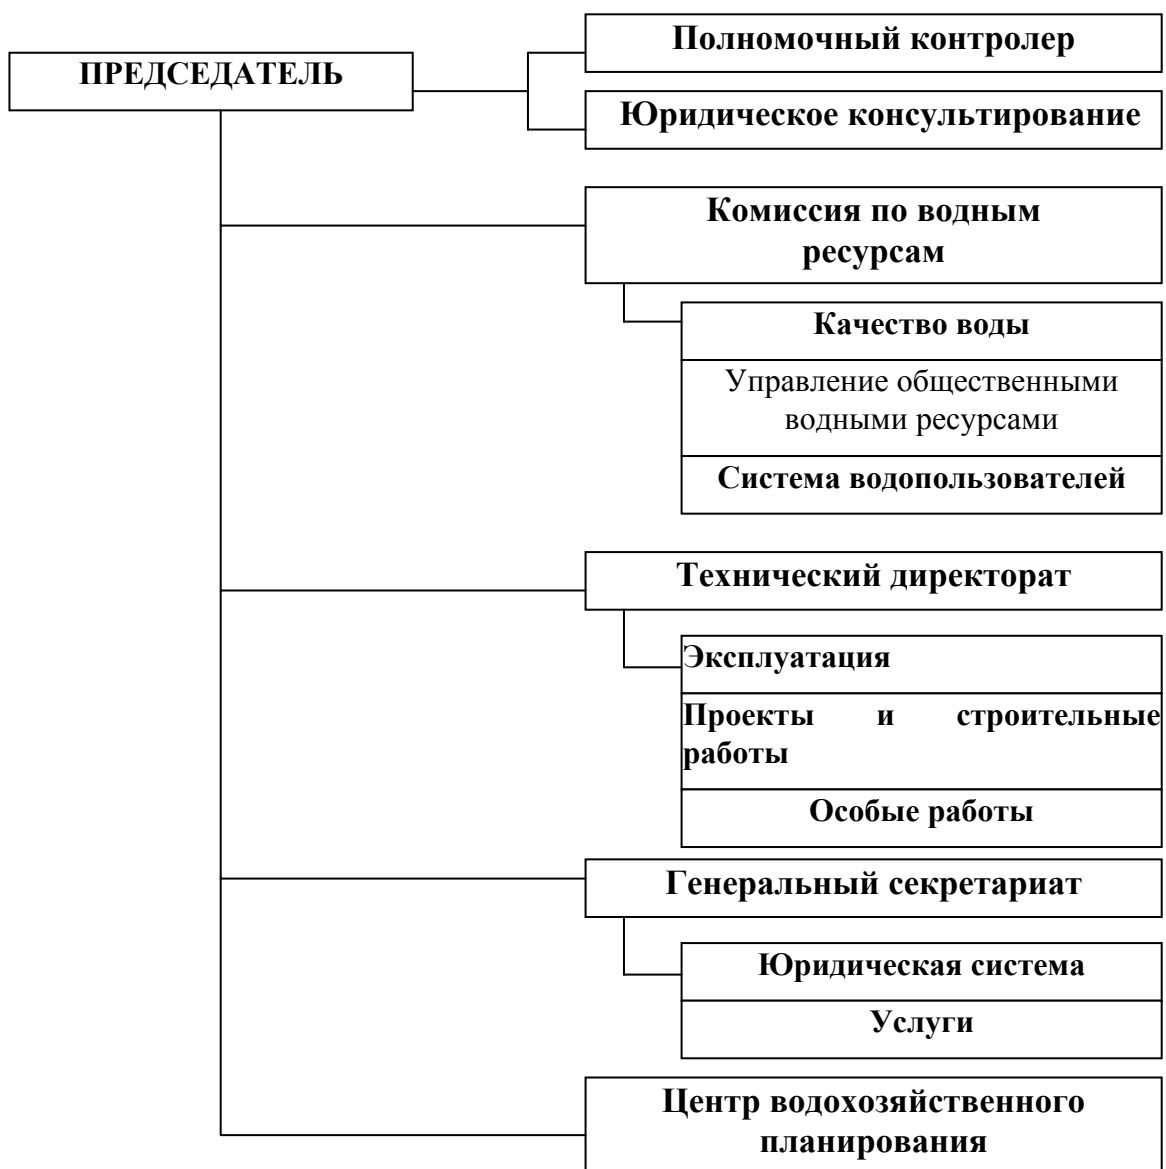 ПРЕДСЕДАТЕЛЬ
Полномочный контролер
Юридическое консультирование
Комиссия по водным
ресурсам
Качество воды
Управление общественными
водными ресурсами
Система водопользователей
Технический директорат
Эксплуатация
Проекты и строительные
работы
Особые работы
Генеральный секретариат
Юридическая система
Услуги
Центр водохозяйственного
планирования